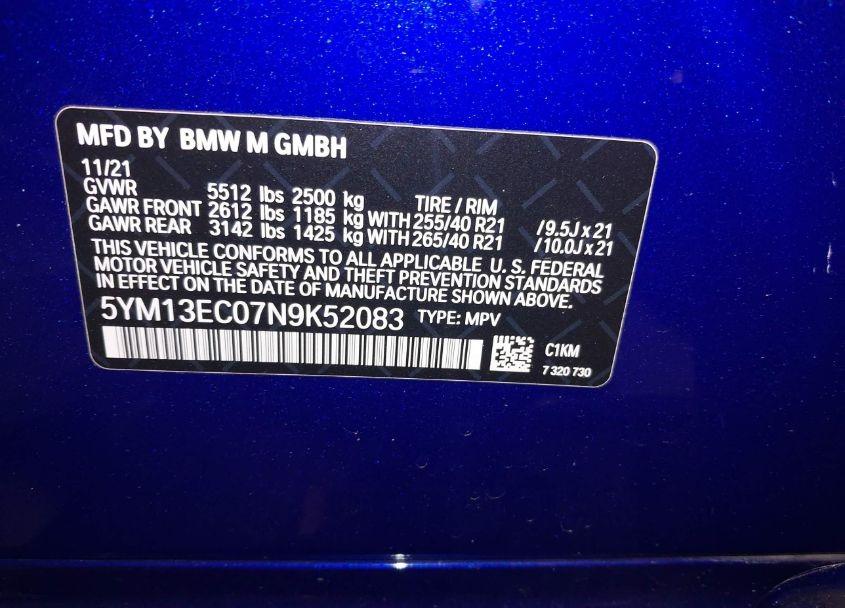 MFD BY BMW M GMBH
11/21
GVWR 5512 lbs 2500 kg TIRE / RIM
GAWR FRONT 2612 lbs 1185 kg WITH 255/40 R21 /9.5J x 21
GAWR REAR 3142 lbs 1425 kg WITH 265/40 R21 /10.0J x 21
THIS VEHICLE CONFORMS TO ALL APPLICABLE U. S. FEDERAL
MOTOR VEHICLE SAFETY AND THEFT PREVENTION STANDARDS
IN EFFECT ON THE DATE OF MANUFACTURE SHOWN ABOVE.
5YM13EC07N9K52083 TYPE: MPV
C1KM
7 320 730